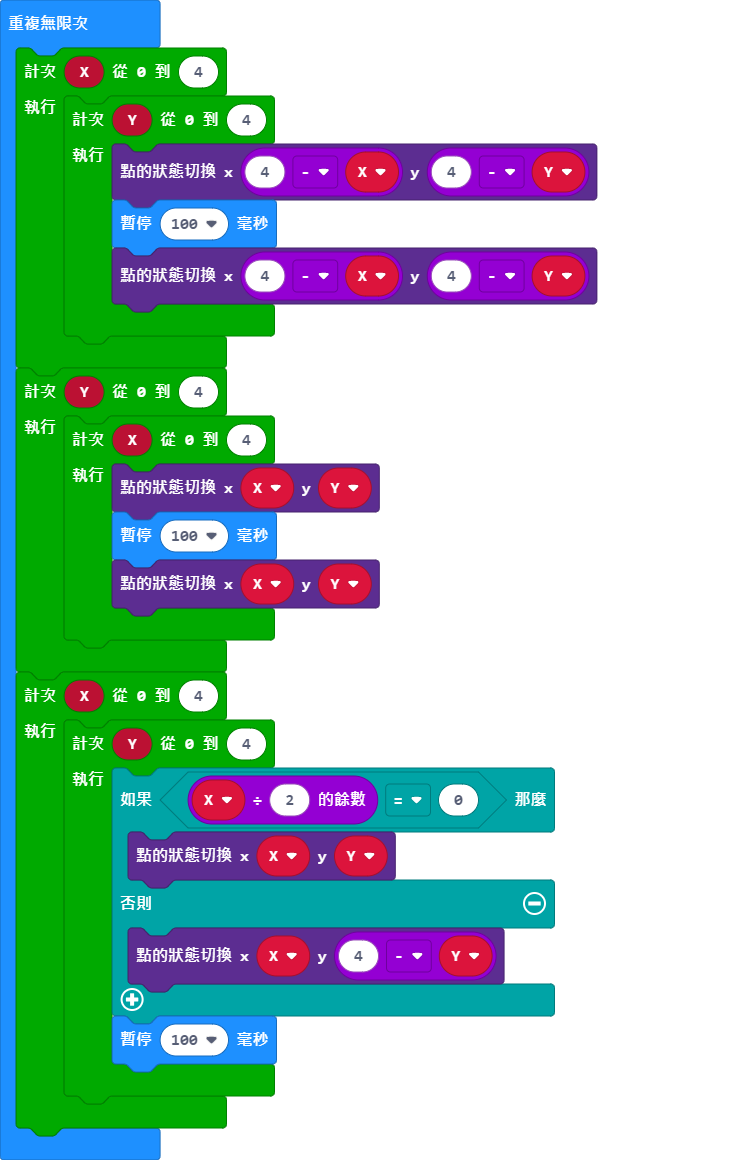 重複無限次
計次 X 從 0 到 4
執行
計次 Y 從 0 到 4
執行
點的狀態切換 x 4 - X y 4 - Y
暫停 100 毫秒
點的狀態切換 x 4 - X y 4 - Y
計次 Y 從 0 到 4
執行
計次 X 從 0 到 4
執行
點的狀態切換 x X y Y
暫停 100 毫秒
點的狀態切換 x X y Y
計次 X 從 0 到 4
執行
計次 Y 從 0 到 4
執行
如果 X ÷ 2 的餘數 = 0 那麼
點的狀態切換 x X y Y
否則
點的狀態切換 x X y 4 - Y
暫停 100 毫秒